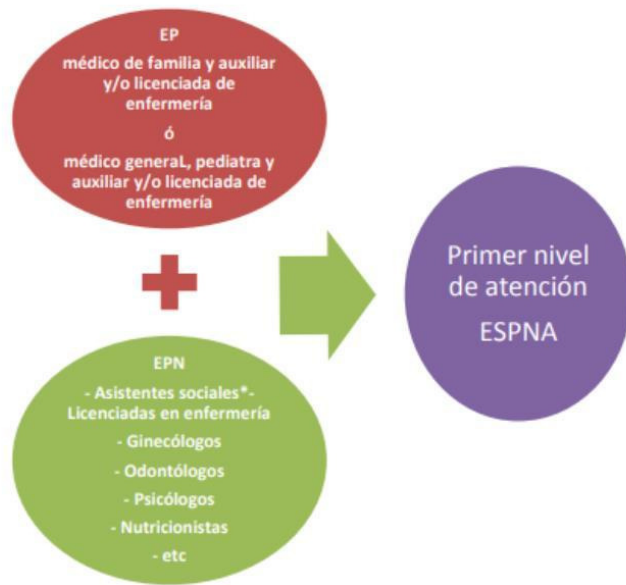 EP
médico de familia y auxiliar
y/o licenciada de
enfermería
ó
médico generaL, pediatra y
auxiliar y/o licenciada de
enfermería
EPN
- Asistentes sociales*-
Licenciadas en enfermería
- Ginecólogos
- Odontólogos
- Psicólogos
- Nutricionistas
- etc
Primer nivel
de atención
ESPNA